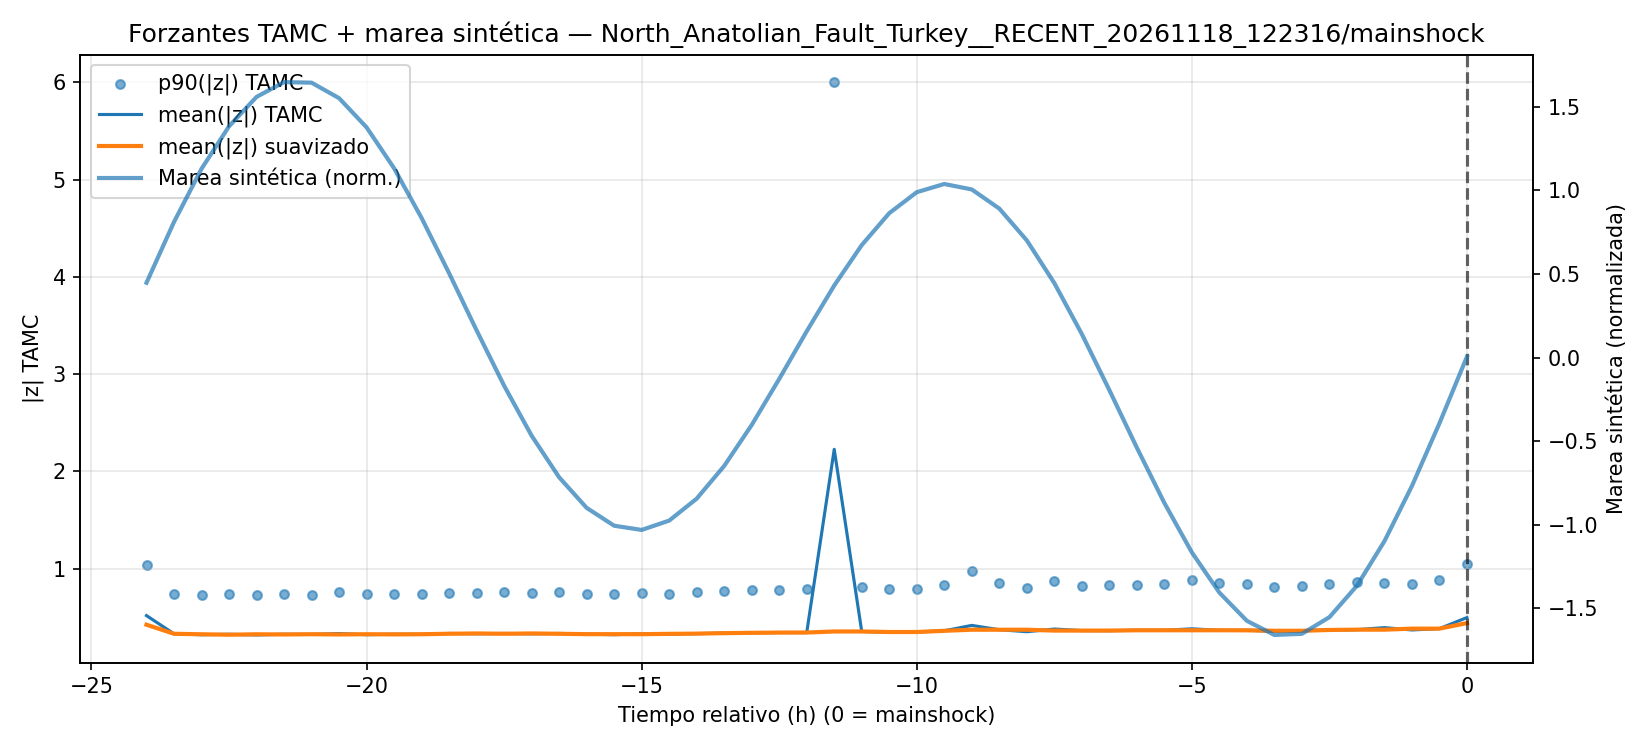 Forzantes TAMC + marea sintética — North_Anatolian_Fault_Turkey__RECENT_20261118_122316/mainshock
p90(|z|) TAMC
mean(|z|) TAMC
mean(|z|) suavizado
Marea sintética (norm.)
6
5
4
3
2
1
|z| TAMC
1.5
1.0
0.5
0.0
−0.5
−1.0
−1.5
Marea sintética (normalizada)
−25
−20
−15
−10
−5
0
Tiempo relativo (h) (0 = mainshock)